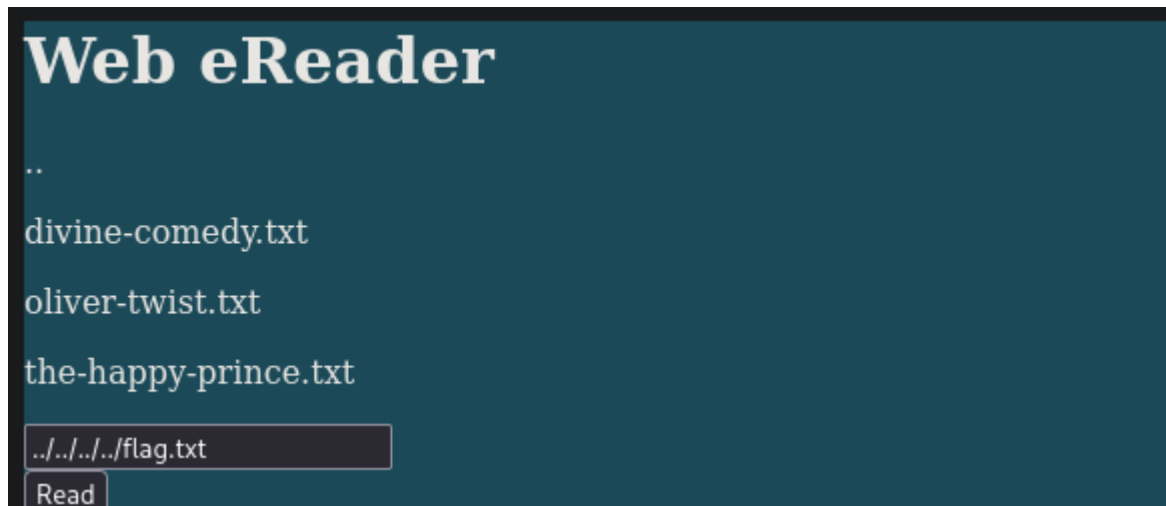 Web eReader
..
divine-comedy.txt
oliver-twist.txt
the-happy-prince.txt
../../../../flag.txt
Read